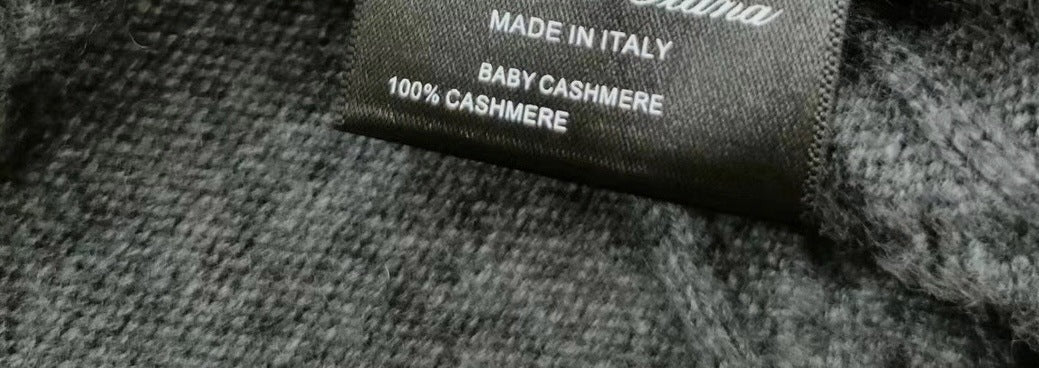 MADE IN ITALY
BABY CASHMERE
100% CASHMERE